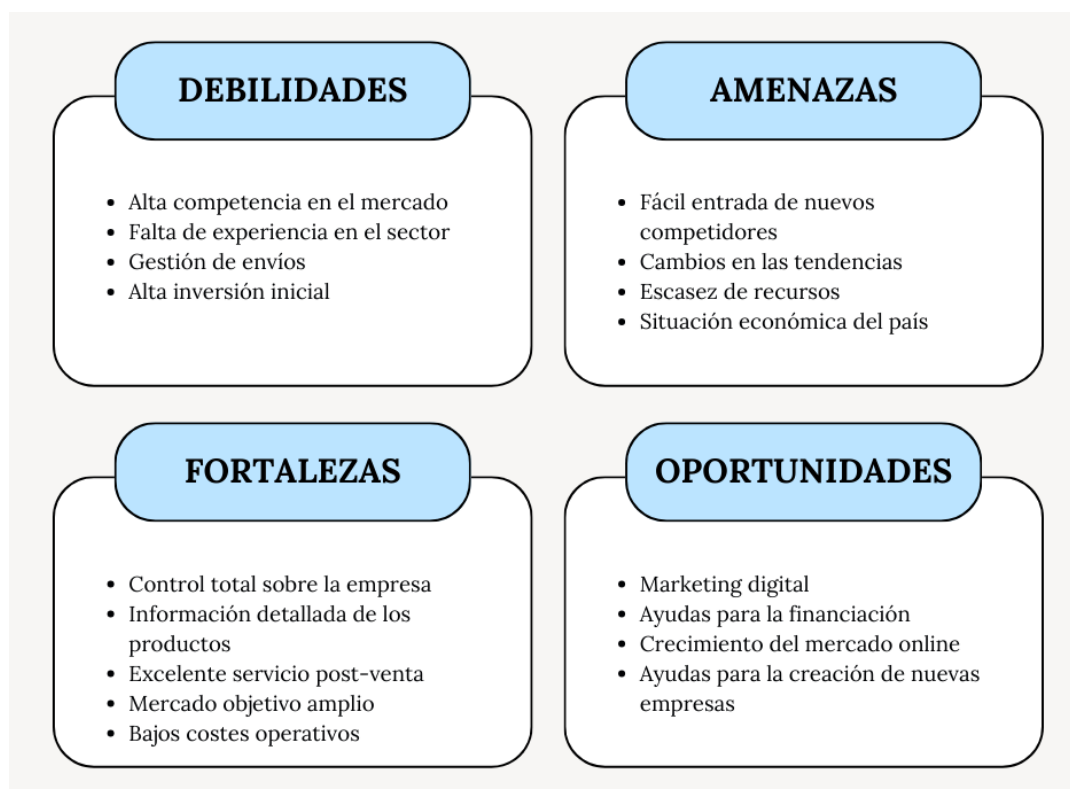 DEBILIDADES
• Alta competencia en el mercado
• Falta de experiencia en el sector
• Gestión de envíos
• Alta inversión inicial
AMENAZAS
• Fácil entrada de nuevos
competidores
• Cambios en las tendencias
• Escasez de recursos
• Situación económica del país
FORTALEZAS
• Control total sobre la empresa
• Información detallada de los
productos
• Excelente servicio post-venta
• Mercado objetivo amplio
• Bajos costes operativos
OPORTUNIDADES
• Marketing digital
• Ayudas para la financiación
• Crecimiento del mercado online
• Ayudas para la creación de nuevas
empresas